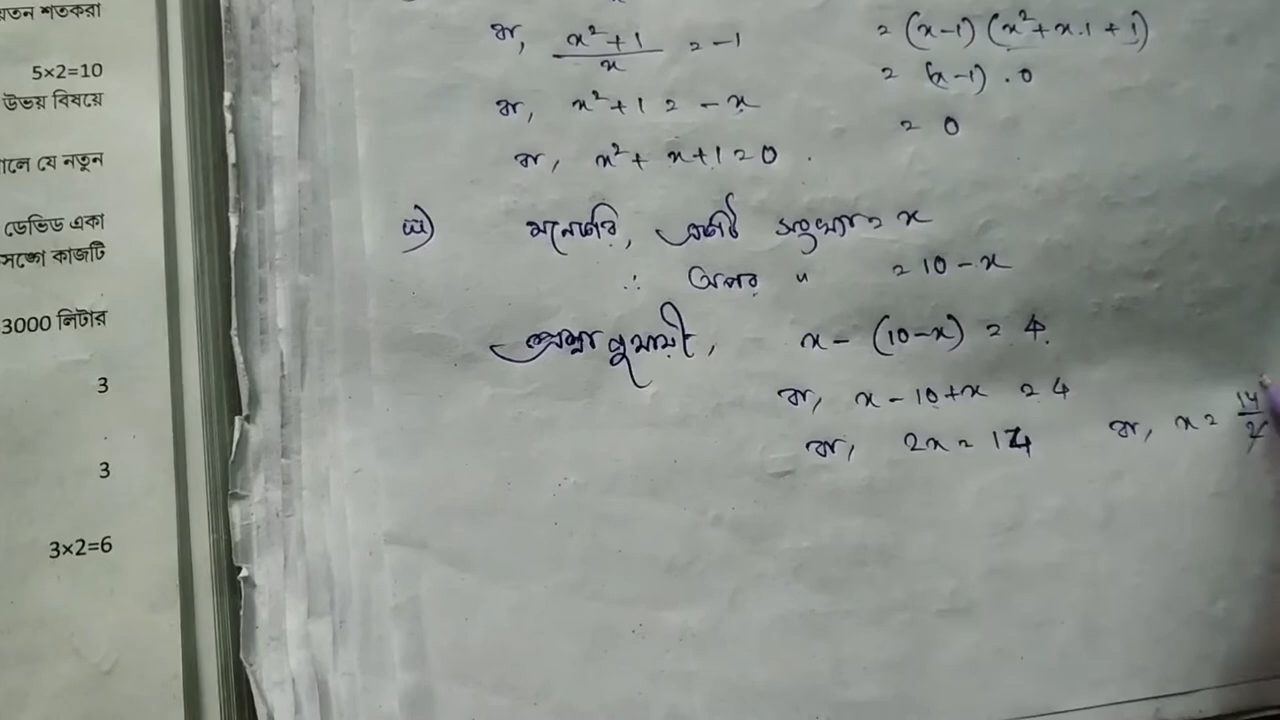 য়তন শতকরা
5×2=10
উভয় বিষয়ে
ালে যে নতুন
ডেভিড একা
সঙ্গে কাজটি
3000 লিটার
3
3
3×2=6
বা, x²+1/x = -1
বা, x²+1 = -x
বা, x²+x+1=0
= (x-1)(x²+x.1+1)
= (x-1).0
= 0
মনেকরি, একটি সংখ্যা = x
∴ অপর " = 10-x
প্রশ্নানুযায়ী, x-(10-x) = 4
বা, x-10+x = 4
বা, 2x = 14 বা, x = 14/2